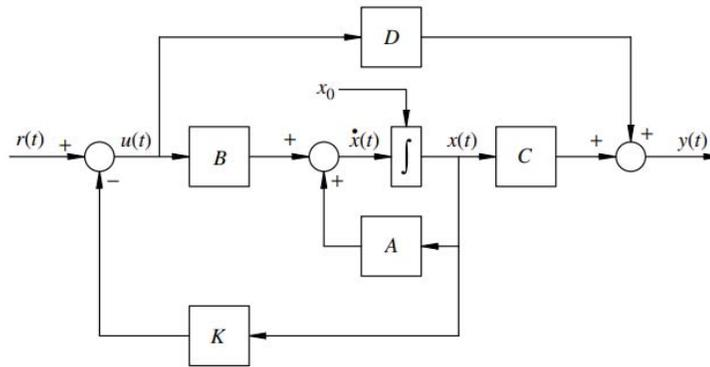 D
x₀
r(t) + u(t) B + ẋ(t) ∫ x(t) C + + y(t)
− +
A
K